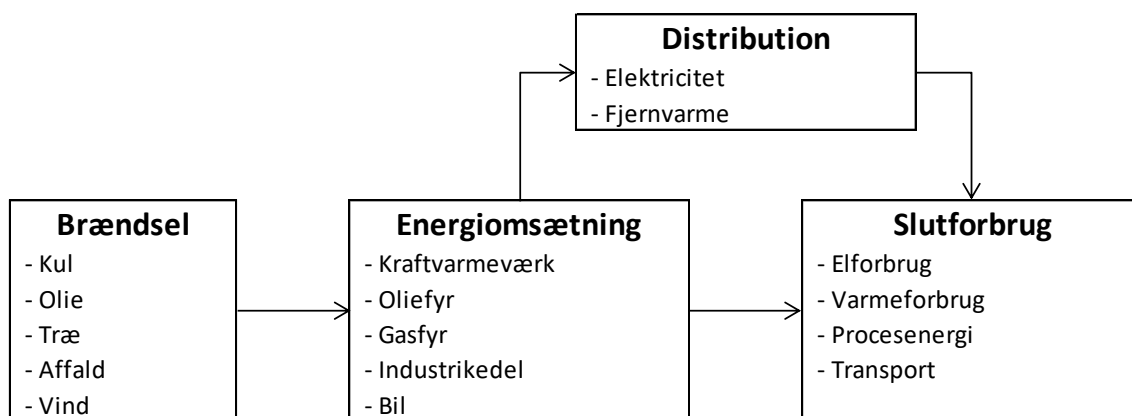 Distribution
- Elektricitet
- Fjernvarme
Brændsel
- Kul
- Olie
- Træ
- Affald
- Vind
Energiomsætning
- Kraftvarmeværk
- Oliefyr
- Gasfyr
- Industrikedel
- Bil
Slutforbrug
- Elforbrug
- Varmeforbrug
- Procesenergi
- Transport